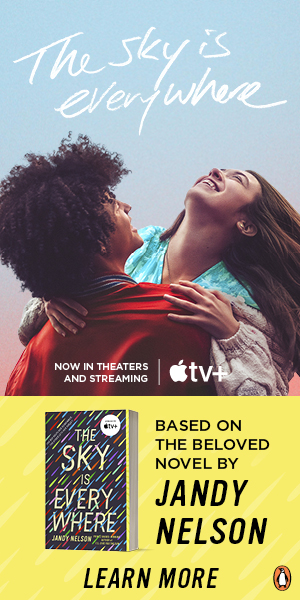 The sky is
everywhere
NOW IN THEATERS
AND STREAMING
tv+
BASED ON
THE BELOVED
NOVEL BY
JANDY
NELSON
tv+
THE
SKY
IS
EVERY
WHERE
JANDY NELSON
LEARN MORE